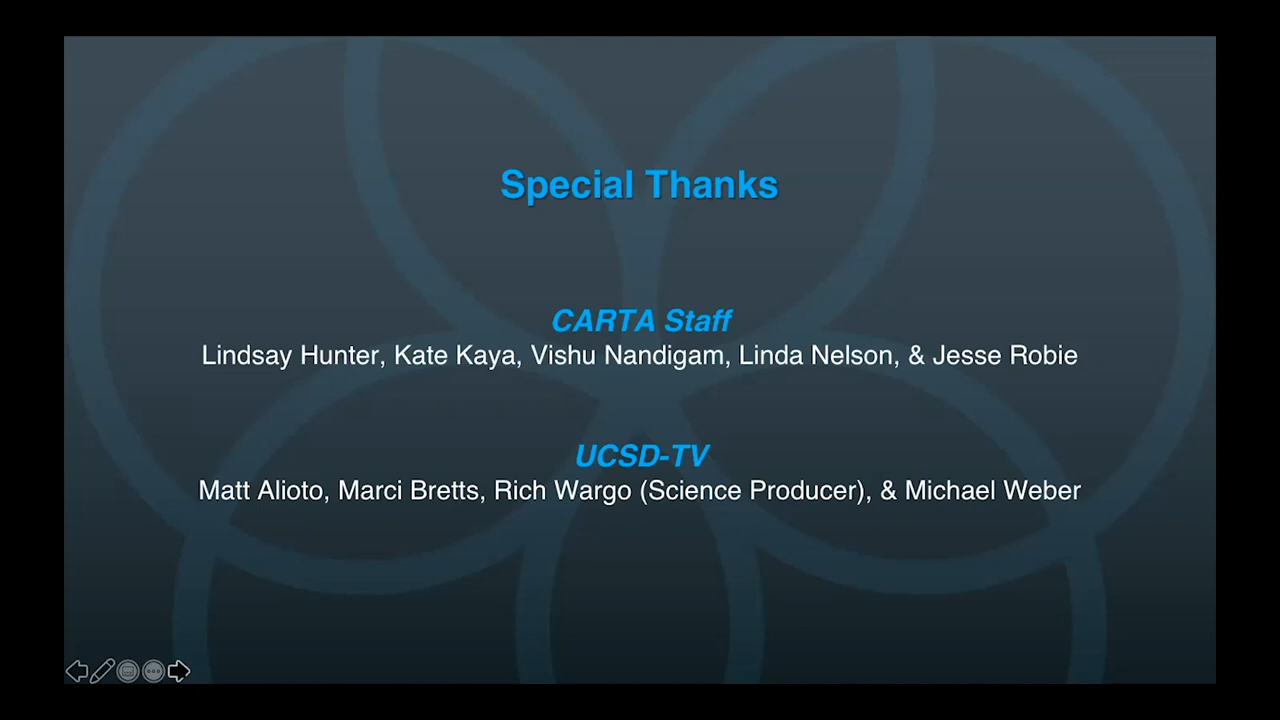 Special Thanks
CARTA Staff
Lindsay Hunter, Kate Kaya, Vishu Nandigam, Linda Nelson, & Jesse Robie
UCSD-TV
Matt Alioto, Marci Bretts, Rich Wargo (Science Producer), & Michael Weber